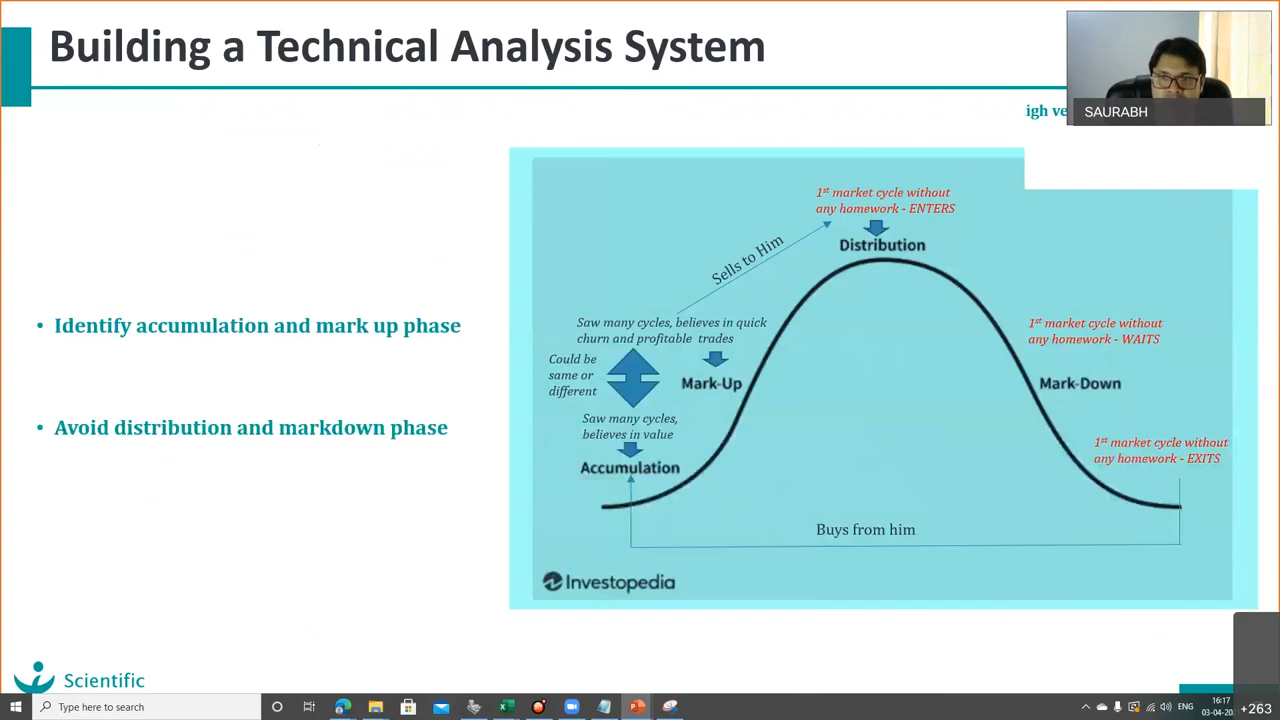 Building a Technical Analysis System
SAURABH
igh ve
1st market cycle without
any homework - ENTERS
Distribution
Sells to Him
Saw many cycles, believes in quick
churn and profitable trades
Could be
same or
different
Mark-Up
Saw many cycles,
believes in value
Accumulation
1st market cycle without
any homework - WAITS
Mark-Down
1st market cycle without
any homework - EXITS
Buys from him
Investopedia
• Identify accumulation and mark up phase
• Avoid distribution and markdown phase
Scientific
Type here to search
ENG
16:17
03-04-20
+263